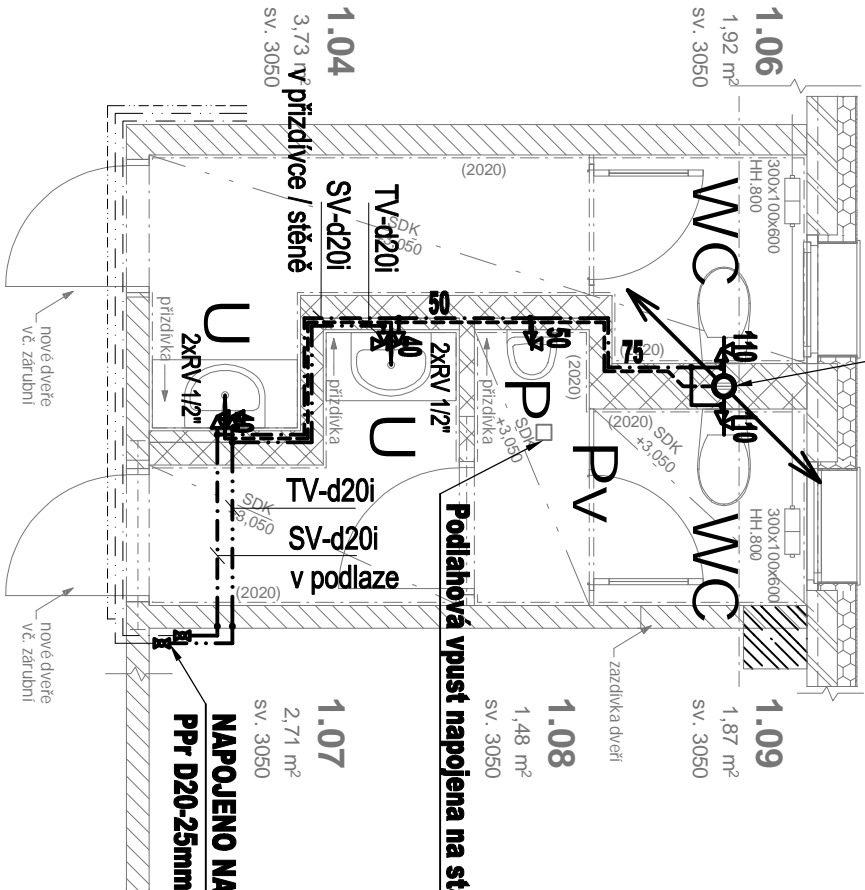 1.06
1,92 m²
sv. 3050
1.04
3,73 m²
sv. 3050
1.09
1,87 m²
sv. 3050
1.08
1,48 m²
sv. 3050
1.07
2,71 m²
sv. 3050
300x100x600
HH.800
300x100x600
HH.800
WC
WC
110
110
(2020)
(2020)
(2020)
(2020)
75
50
50
40
SDK
+3,050
SDK
+3,050
SDK
+3,050
SDK
+3,050
PV
P
U
U
2xRV 1/2"
2xRV 1/2"
přizdívka
přizdívka
přizdívka
TV-d20i
SV-d20i
v přizdívce / stěně
TV-d20i
SV-d20i
v podlaze
zazdívka dveří
nové dveře
vč. zárubní
nové dveře
vč. zárubní
Podlahová vpust napojena na st
NAPOJENO NA
PPr D20-25mm